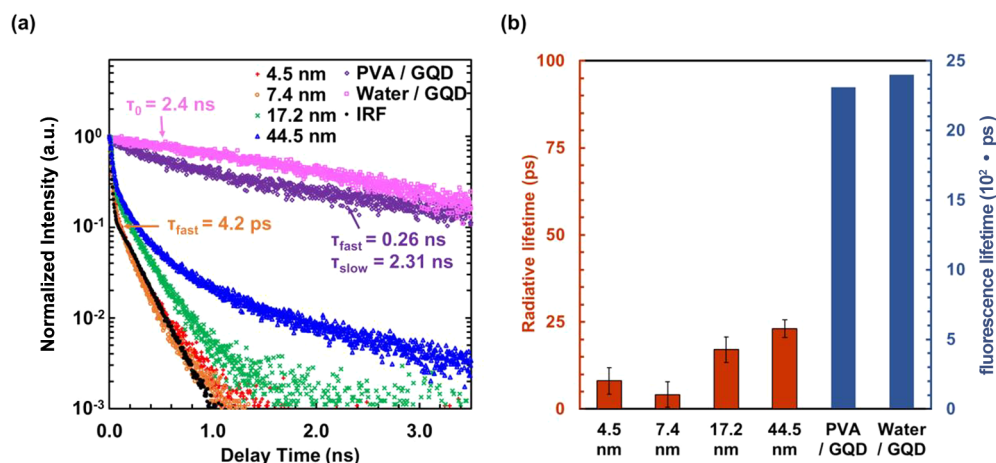 (a)
4.5 nm
7.4 nm
17.2 nm
44.5 nm
PVA / GQD
Water / GQD
IRF
τ0 = 2.4 ns
τfast = 4.2 ps
τfast = 0.26 ns
τslow = 2.31 ns
Normalized Intensity (a.u.)
10^0
10^-1
10^-2
10^-3
0.0
1.0
2.0
3.0
Delay Time (ns)
(b)
Radiative lifetime (ps)
100
75
50
25
0
4.5 nm
7.4 nm
17.2 nm
44.5 nm
PVA / GQD
Water / GQD
25
20
15
10
5
0
fluorescence lifetime (10² • ps)